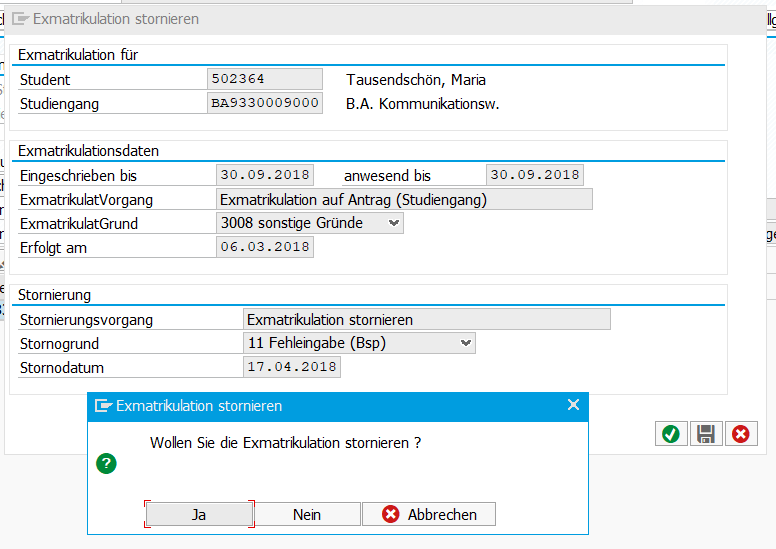 Exmatrikulation stornieren
Exmatrikulation für
Student 502364 Tausendschön, Maria
Studiengang BA9330009000 B.A. Kommunikationsw.
Exmatrikulationsdaten
Eingeschrieben bis 30.09.2018 anwesend bis 30.09.2018
ExmatrikulatVorgang Exmatrikulation auf Antrag (Studiengang)
ExmatrikulatGrund 3008 sonstige Gründe
Erfolgt am 06.03.2018
Stornierung
Stornierungsvorgang Exmatrikulation stornieren
Stornogrund 11 Fehleingabe (Bsp)
Stornodatum 17.04.2018
Exmatrikulation stornieren
Wollen Sie die Exmatrikulation stornieren ?
Ja Nein Abbrechen